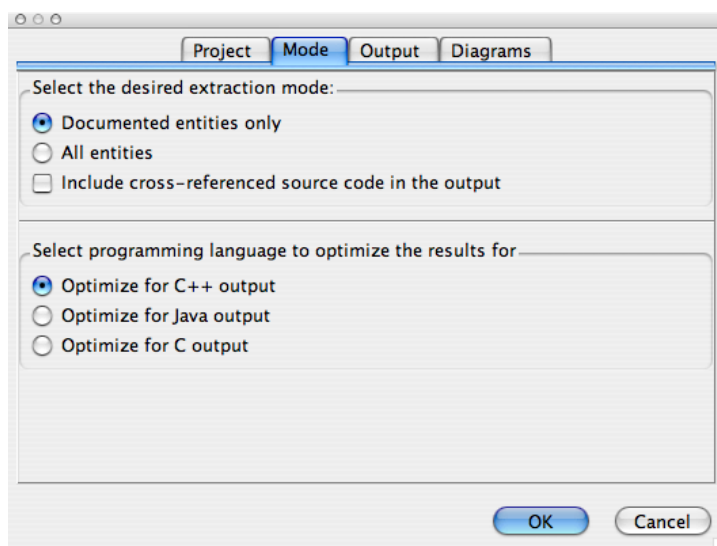 Project Mode Output Diagrams
Select the desired extraction mode:
Documented entities only
All entities
Include cross-referenced source code in the output
Select programming language to optimize the results for
Optimize for C++ output
Optimize for Java output
Optimize for C output
OK Cancel